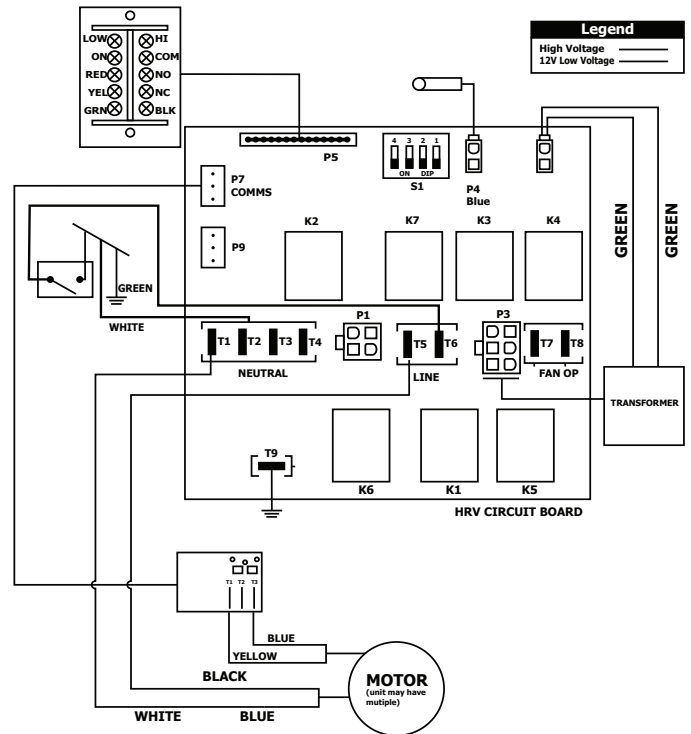 Legend
High Voltage
12V Low Voltage
LOW HI
ON COM
RED NO
YEL NC
GRN BLK
P5
4 3 2 1
ON DIP
S1
P4
Blue
P7
COMMS
P9
K2
K7
K3
K4
GREEN
GREEN
GREEN
WHITE
T1 T2 T3 T4
NEUTRAL
P1
T5 T6
LINE
P3
T7 T8
FAN OP
TRANSFORMER
T9
K6
K1
K5
HRV CIRCUIT BOARD
T1 T2 T3
BLUE
YELLOW
BLACK
MOTOR
(unit may have
mutiple)
WHITE BLUE